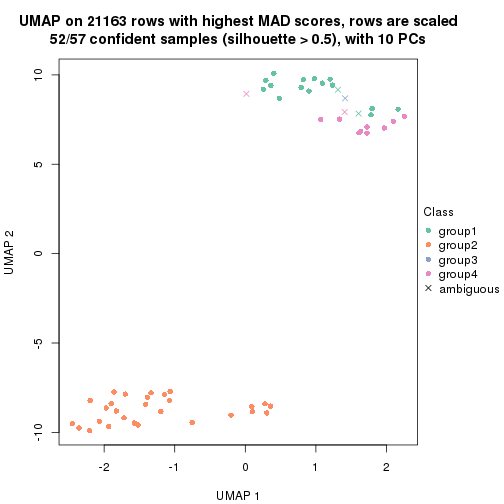 UMAP on 21163 rows with highest MAD scores, rows are scaled
52/57 confident samples (silhouette > 0.5), with 10 PCs
10
5
0
-5
-10
UMAP 2
-2
-1
0
1
2
UMAP 1
Class
group1
group2
group3
group4
ambiguous